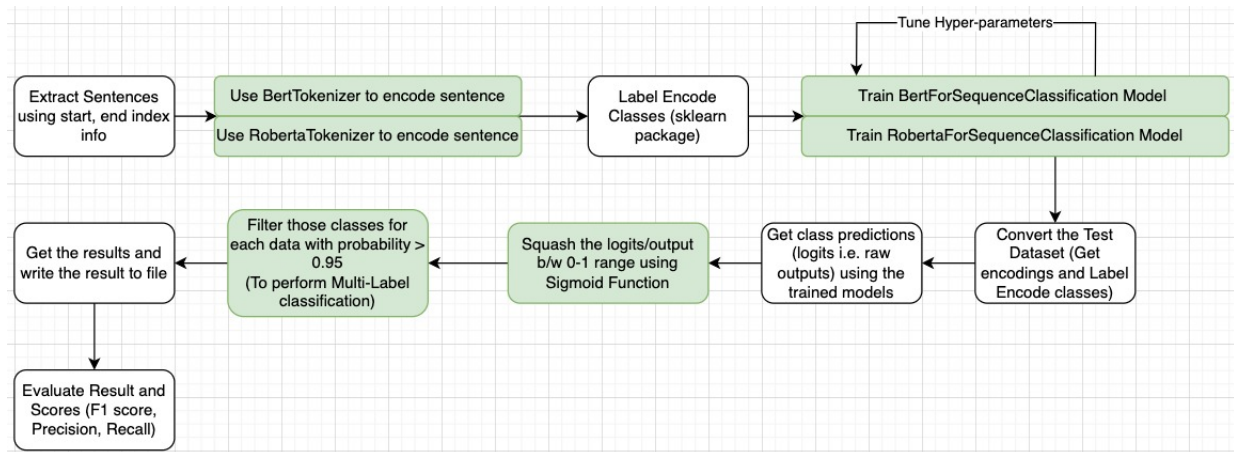 Tune Hyper-parameters
Extract Sentences
using start, end index
info
Use BertTokenizer to encode sentence
Use RobertaTokenizer to encode sentence
Label Encode
Classes (sklearn
package)
Train BertForSequenceClassification Model
Train RobertaForSequenceClassification Model
Convert the Test
Dataset (Get
encodings and Label
Encode classes)
Get class predictions
(logits i.e. raw
outputs) using the
trained models
Squash the logits/output
b/w 0-1 range using
Sigmoid Function
Filter those classes for
each data with probability >
0.95
(To perform Multi-Label
classification)
Get the results and
write the result to file
Evaluate Result and
Scores (F1 score,
Precision, Recall)